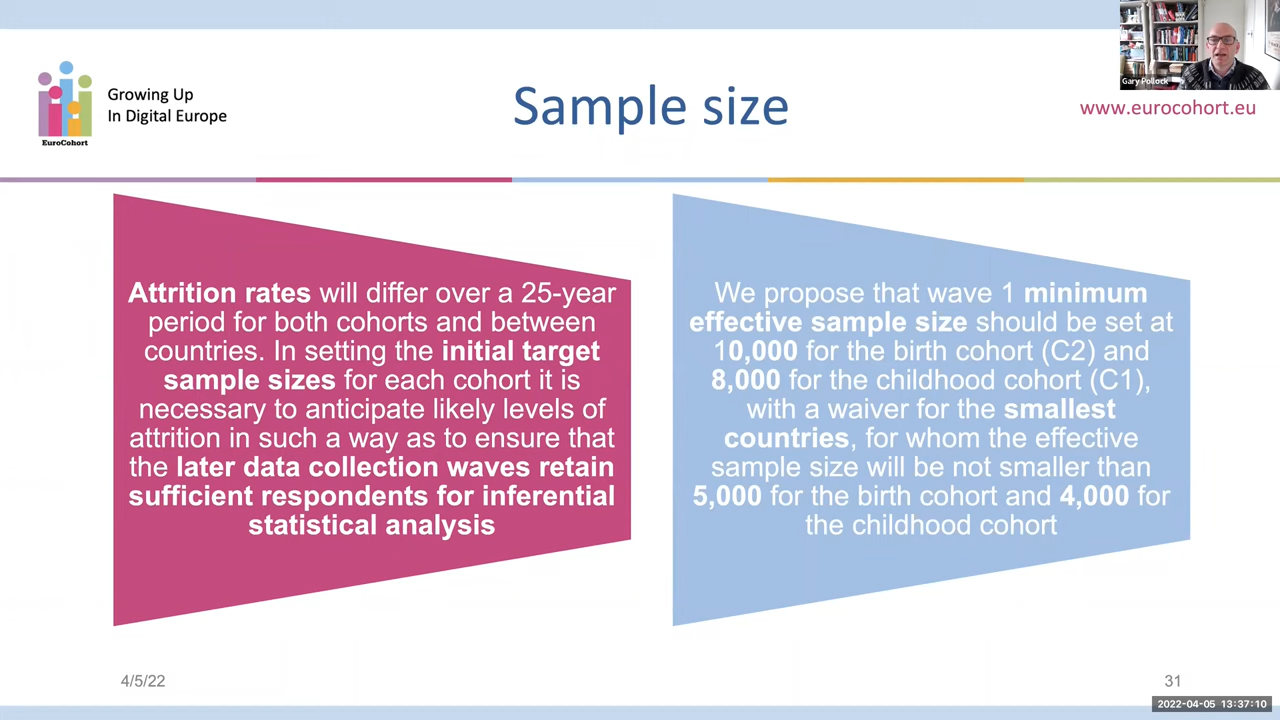 Growing Up
In Digital Europe
EuroCohort
Sample size
Gary Pollock
www.eurocohort.eu
Attrition rates will differ over a 25-year
period for both cohorts and between
countries. In setting the initial target
sample sizes for each cohort it is
necessary to anticipate likely levels of
attrition in such a way as to ensure that
the later data collection waves retain
sufficient respondents for inferential
statistical analysis
We propose that wave 1 minimum
effective sample size should be set at
10,000 for the birth cohort (C2) and
8,000 for the childhood cohort (C1),
with a waiver for the smallest
countries, for whom the effective
sample size will be not smaller than
5,000 for the birth cohort and 4,000 for
the childhood cohort
4/5/22
31
2022-04-05 13:37:10